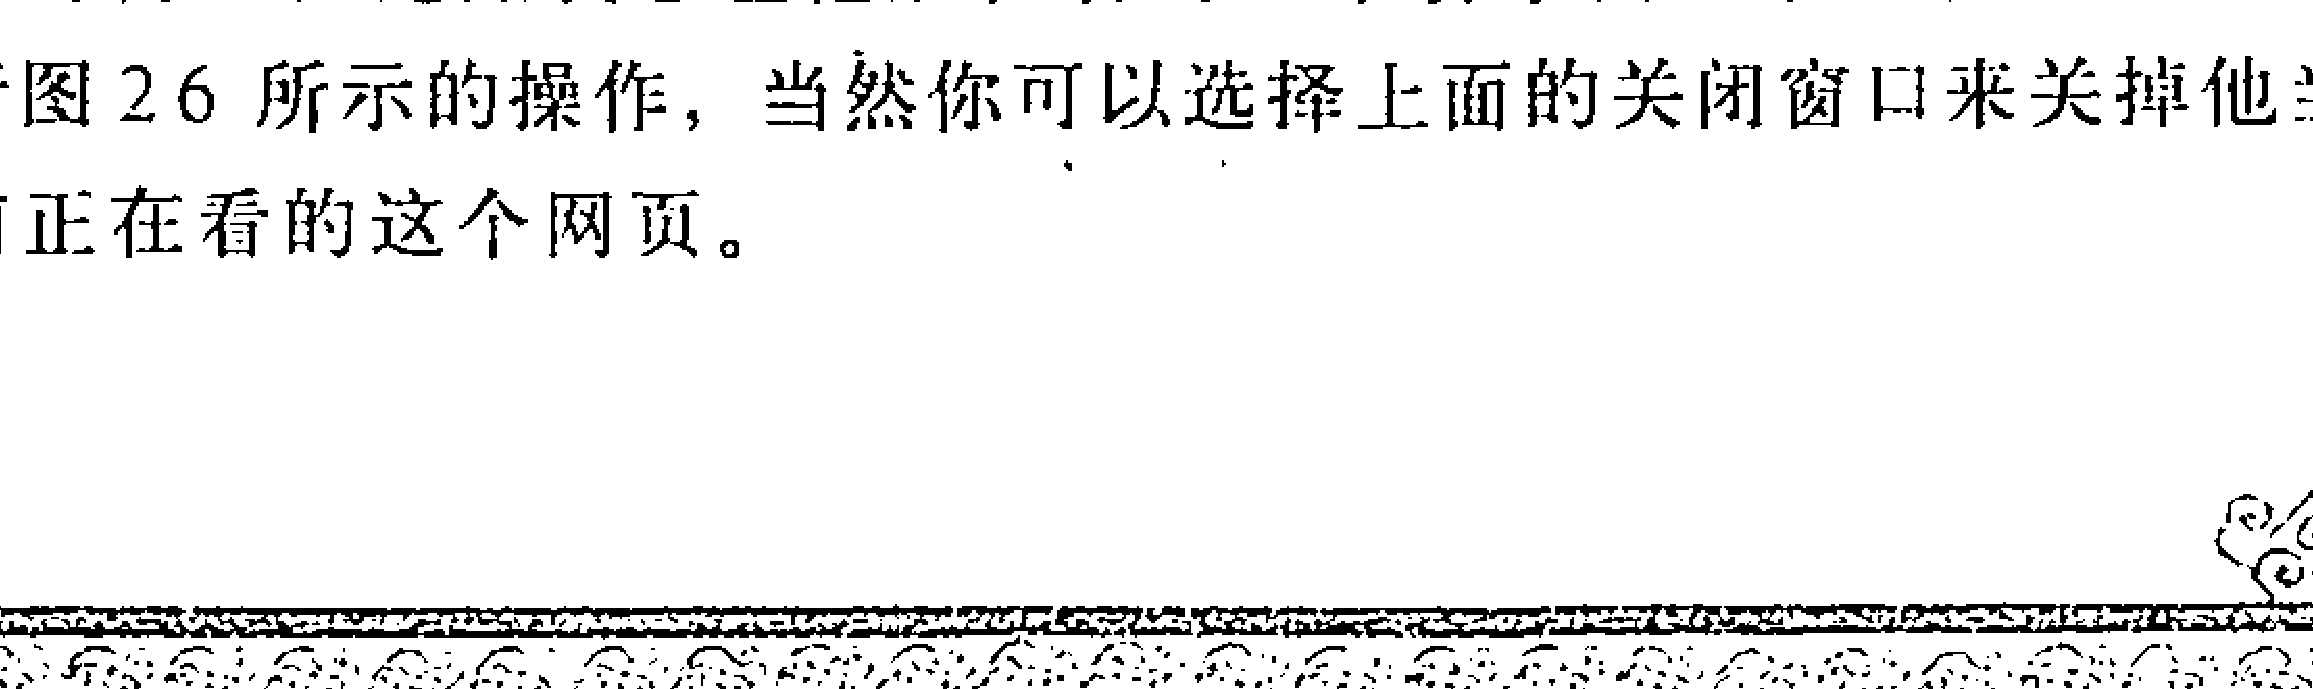 图26 所示的操作，当然你可以选择上面的关闭窗口来关掉他
正在看的这个网页。